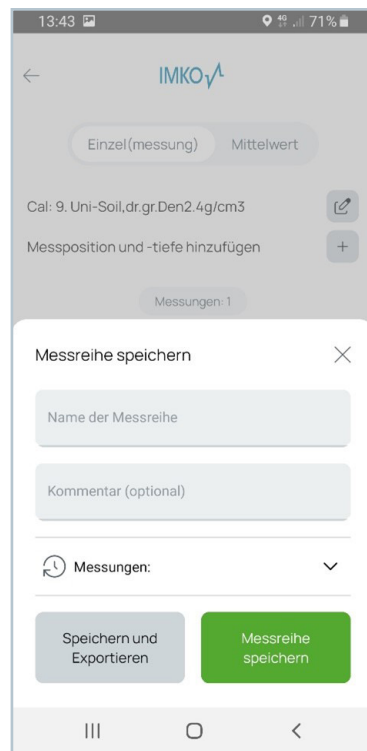 13:43 4G 71%
IMKO
Einzel(messung) Mittelwert
Cal: 9. Uni-Soil,dr.gr.Den2.4g/cm3
Messposition und -tiefe hinzufügen
Messungen: 1
Messreihe speichern
Name der Messreihe
Kommentar (optional)
Messungen:
Speichern und
Exportieren
Messreihe
speichern